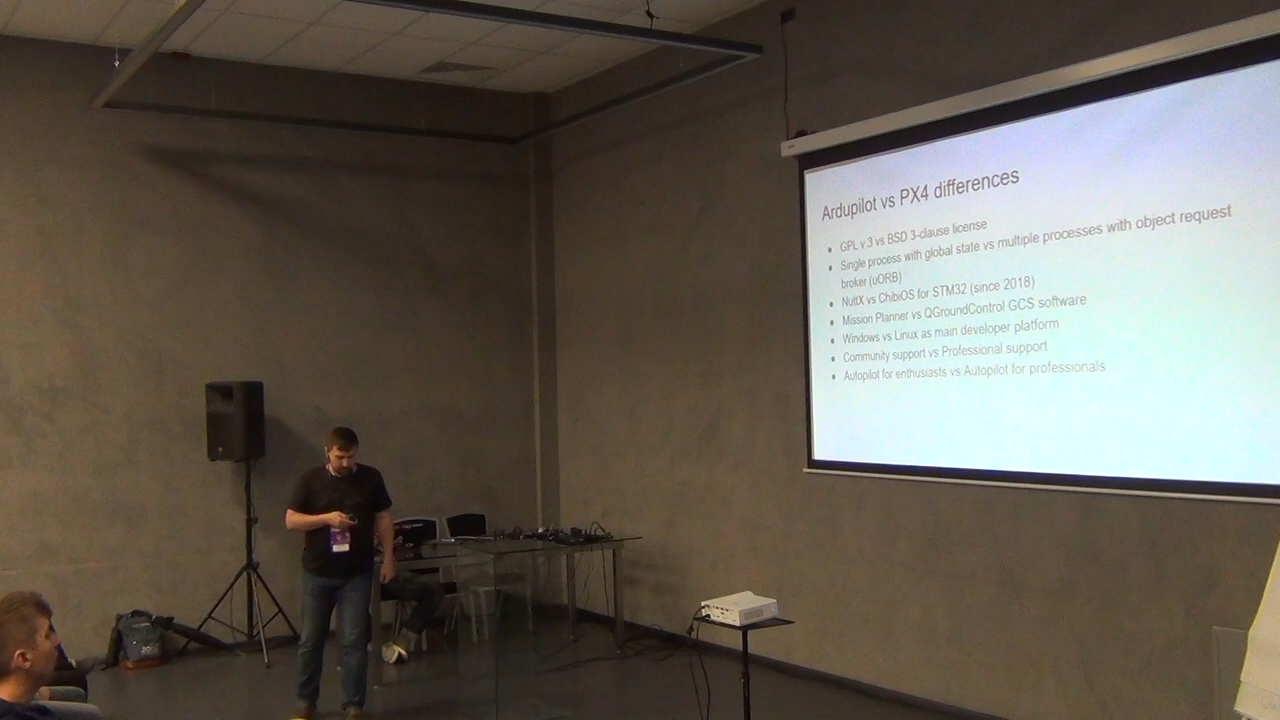 Ardupilot vs PX4 differences
GPL v.3 vs BSD 3-clause license
Single process with global state vs multiple processes with object request
broker (uORB)
NuttX vs ChibiOS for STM32 (since 2018)
Mission Planner vs QGroundControl GCS software
Windows vs Linux as main developer platform
Community support vs Professional support
Autopilot for enthusiasts vs Autopilot for professionals